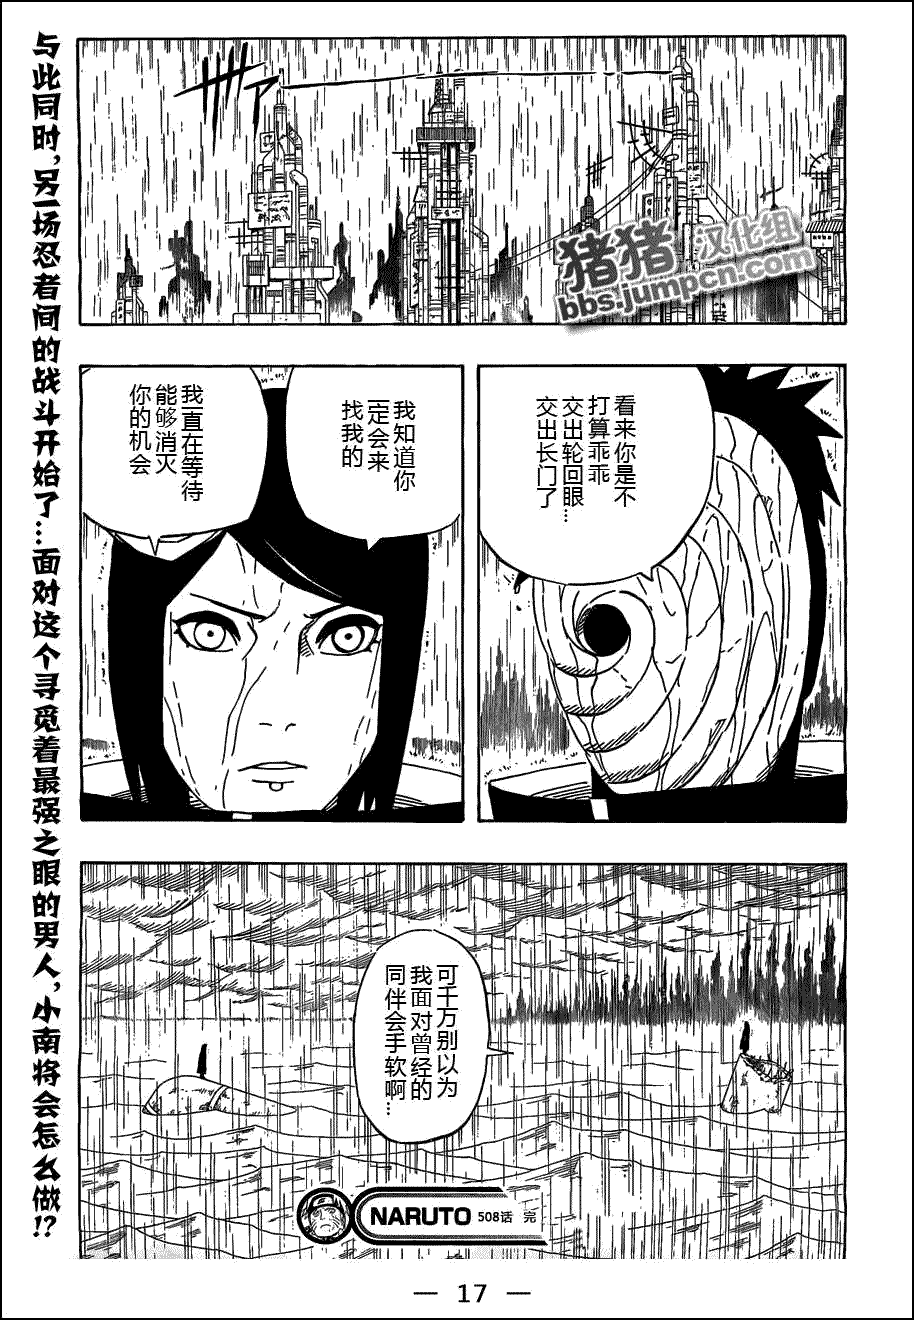 与此同时，另一场忍者间的战斗开始了…面对这个寻觅着最强之眼的男人，小南将会怎么做!?
猪猪汉化组
bbs.jumpcn.com
看来你是不
打算乖乖
交出轮回眼…
交出长门了
我知道你
一定会来
找我的
我一直在等待
能够消灭
你的机会
可千万别以为
我面对曾经的
同伴会手软啊…
NARUTO 508话 完
— 17 —